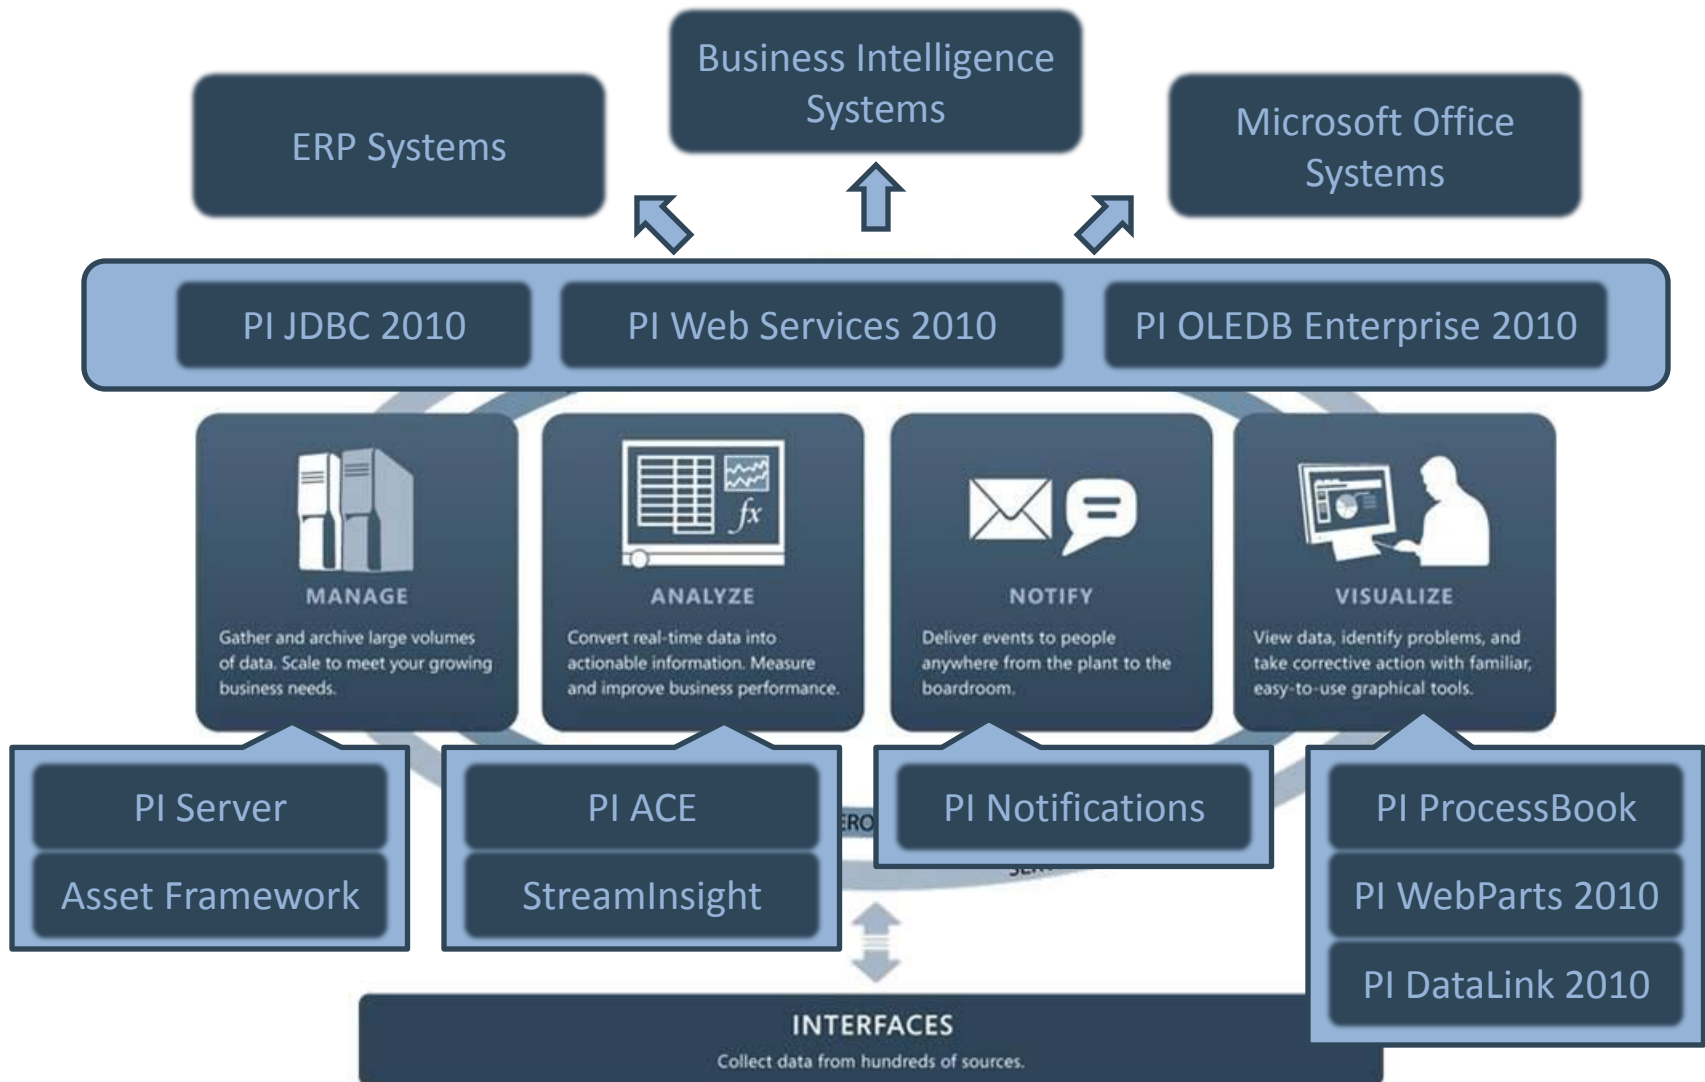 Business Intelligence
Systems
ERP Systems
Microsoft Office
Systems
PI JDBC 2010
PI Web Services 2010
PI OLEDB Enterprise 2010
fx
MANAGE
Gather and archive large volumes
of data. Scale to meet your growing
business needs.
ANALYZE
Convert real-time data into
actionable information. Measure
and improve business performance.
NOTIFY
Deliver events to people
anywhere from the plant to the
boardroom.
VISUALIZE
View data, identify problems, and
take corrective action with familiar,
easy-to-use graphical tools.
PI Server
Asset Framework
PI ACE
StreamInsight
PI Notifications
PI ProcessBook
PI WebParts 2010
PI DataLink 2010
INTERFACES
Collect data from hundreds of sources.